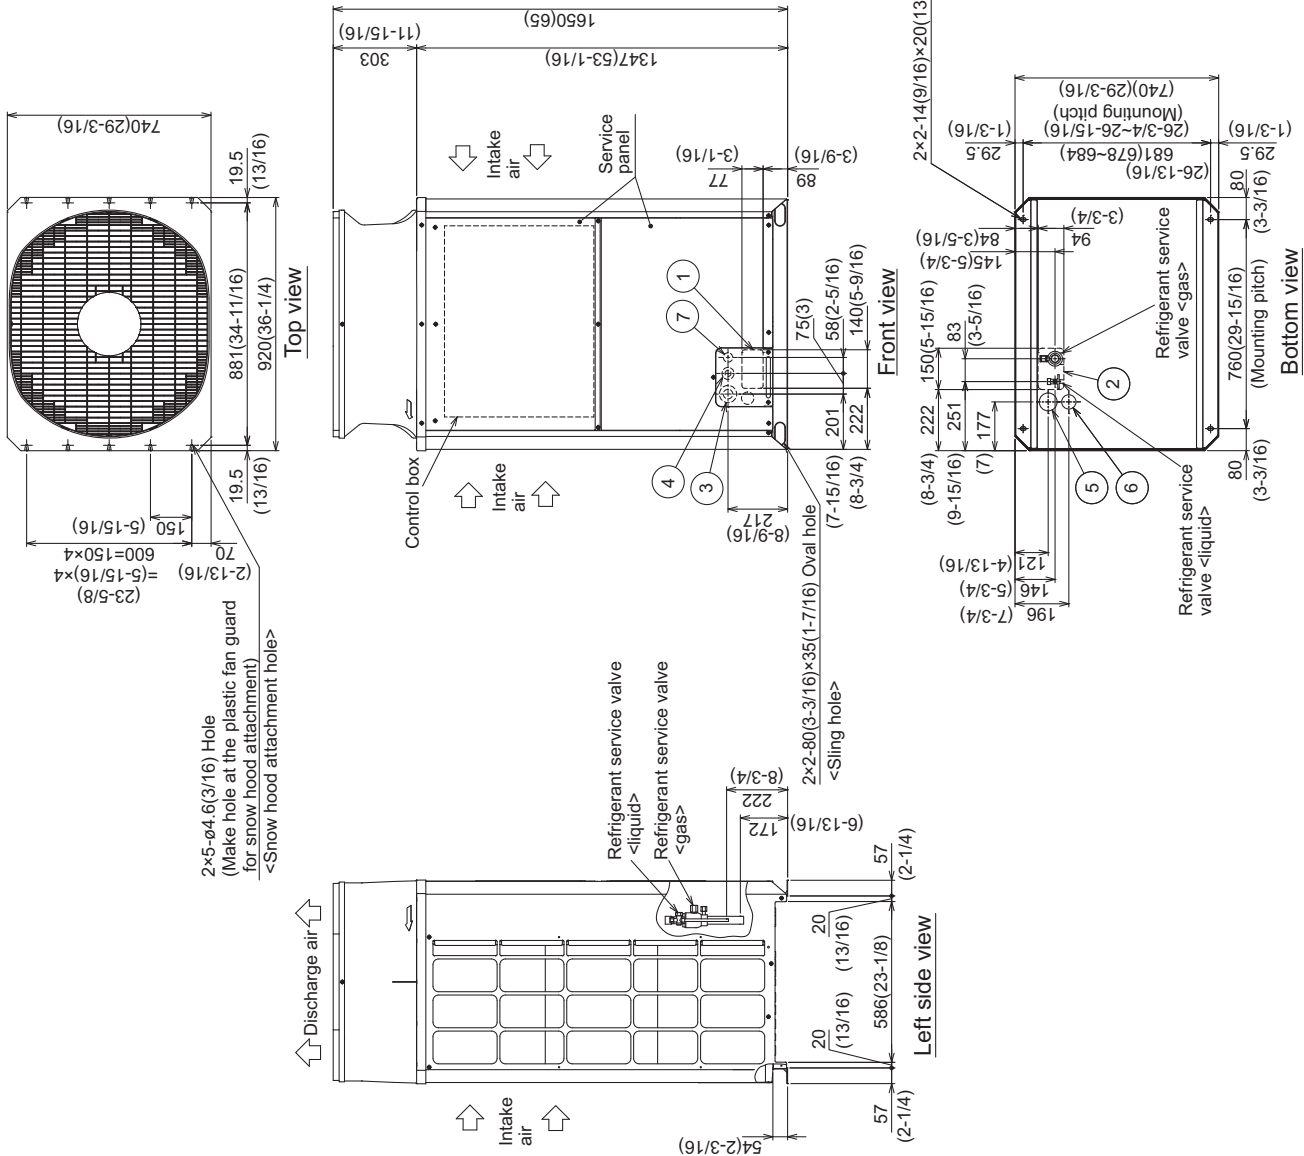 740(29-3/16)
19.5
(13/16)
881(34-11/16)
920(36-1/4)
19.5
(13/16)
Top view
150
(5-15/16)
600=150×4
=(5-15/16)×4
(23-5/8)
70
(2-13/16)
2×5-ø4.6(3/16) Hole
(Make hole at the plastic fan guard
for snow hood attachment)
<Snow hood attachment hole>
1650(65)
303
(11-15/16)
1347(53-1/16)
Intake
air
Service
panel
77
(3-1/16)
89
(3-9/16)
Control box
Intake
air
1
7
4
3
75(3)
58(2-5/16)
140(5-9/16)
201
(7-15/16)
222
(8-3/4)
217
(8-9/16)
2×2-80(3-3/16)×35(1-7/16) Oval hole
<Sling hole>
Front view
Discharge air
Intake
air
Refrigerant service valve
<liquid>
Refrigerant service valve
<gas>
222
(8-3/4)
172
(6-13/16)
57
(2-1/4)
20
(13/16)
586(23-1/8)
20
(13/16)
57
(2-1/4)
54(2-3/16)
Left side view
2×2-14(9/16)×20(13
740(29-3/16)
(Mounting pitch)
(26-3/4~26-15/16)
681(678~684)
(26-13/16)
29.5
(1-3/16)
29.5
(1-3/16)
80
(3-3/16)
94
(3-3/4)
84(3-5/16)
145(5-3/4)
150(5-15/16)
83
(3-5/16)
222
(8-3/4)
251
(9-15/16)
177
(7)
Refrigerant service
valve <gas>
2
5
6
760(29-15/16)
(Mounting pitch)
80
(3-3/16)
Refrigerant service
valve <liquid>
121
(4-13/16)
146
(5-3/4)
196
(7-3/4)
Bottom view